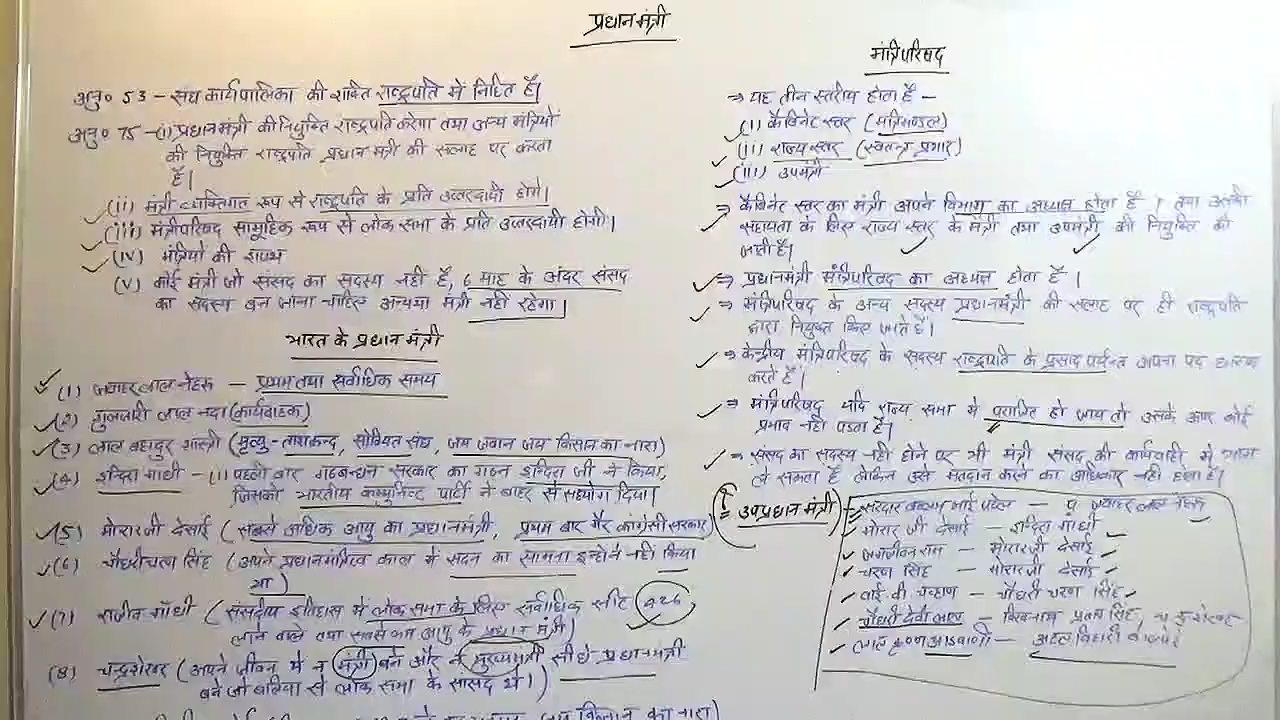 प्रधानमंत्री
अनु० 53 – संघ कार्यपालिका की शक्ति राष्ट्रपति में निहित है।
अनु० 75 – (i) प्रधानमंत्री की नियुक्ति राष्ट्रपति करेगा तथा अन्य मंत्रियों
की नियुक्ति राष्ट्रपति प्रधानमंत्री की सलाह पर करता
है।
(ii) मंत्री व्यक्तिगत रूप से राष्ट्रपति के प्रति उत्तरदायी होंगे।
(iii) मंत्रीपरिषद सामूहिक रूप से लोक सभा के प्रति उत्तरदायी होगी।
(iv) मंत्रियों की शपथ
(v) कोई मंत्री जो संसद का सदस्य नहीं है, 6 माह के अंदर संसद
का सदस्य बन जाना चाहिए अन्यथा मंत्री नहीं रहेगा।
भारत के प्रधानमंत्री
(1) जवाहर लाल नेहरू – प्रथम तथा सर्वाधिक समय
(2) गुलजारी लाल नंदा (कार्यवाहक)
(3) लाल बहादुर शास्त्री (मृत्यु - ताशकन्द, सोवियत संघ, जय जवान जय किसान का नारा)
(4) इन्दिरा गांधी – (1) पहली बार गठबन्धन सरकार का गठन इन्दिरा जी ने किया,
जिसको भारतीय कम्युनिस्ट पार्टी ने बाहर से सहयोग दिया।
(5) मोरारजी देसाई (सबसे अधिक आयु का प्रधानमंत्री, प्रथम बार गैर कांग्रेसी सरकार)
(6) चौधरी चरण सिंह (अपने प्रधानमंत्रित्व काल में सदन का सामना इन्होंने नहीं किया
था)
(7) राजीव गाँधी (संसदीय इतिहास में लोक सभा के लिए सर्वाधिक सीट 426
लाने वाले तथा सबसे कम आयु के प्रधान मंत्री)
(8) चन्द्रशेखर (अपने जीवन में न मंत्री बने और न मुख्यमंत्री सीधे प्रधानमंत्री
बने जो बलिया से लोक सभा के सांसद थे।)
जय किसान का नारा)
मंत्रिपरिषद
⇒ यह तीन स्तरीय होता है –
(i) कैबिनेट स्तर (मंत्रिमण्डल)
(ii) राज्य स्तर (स्वतन्त्र प्रभार)
(iii) उपमंत्री
⇒ कैबिनेट स्तर का मंत्री अपने विभाग का अध्यक्ष होता है। तथा उसकी
सहायता के लिए राज्य स्तर के मंत्री तथा उपमंत्री की नियुक्ति की
जाती है।
⇒ प्रधानमंत्री मंत्रिपरिषद का अध्यक्ष होता है।
⇒ मंत्रिपरिषद के अन्य सदस्य प्रधानमंत्री की सलाह पर ही राष्ट्रपति
द्वारा नियुक्त किए जाते हैं।
⇒ केन्द्रीय मंत्रिपरिषद के सदस्य राष्ट्रपति के प्रसाद पर्यन्त अपना पद धारण
करते हैं।
⇒ मंत्रिपरिषद यदि राज्य सभा में पराजित हो जाय तो उसके ऊपर कोई
प्रभाव नहीं पड़ता है।
⇒ संसद का सदस्य नहीं होने पर भी मंत्री संसद की कार्यवाही में भाग
ले सकता है लेकिन उसे मतदान करने का अधिकार नहीं होता है।
⇒ उपप्रधानमंत्री
सरदार वल्लभ भाई पटेल – पं जवाहर लाल नेहरू
मोरार जी देसाई – इन्दिरा गांधी
जगजीवन राम – मोरारजी देसाई
चरण सिंह – मोरारजी देसाई
वाई वी चव्हाण – चौधरी चरण सिंह
चौधरी देवी लाल – विश्वनाथ प्रताप सिंह, चन्द्रशेखर
लाल कृष्ण आडवाणी – अटल बिहारी वाजपेयी